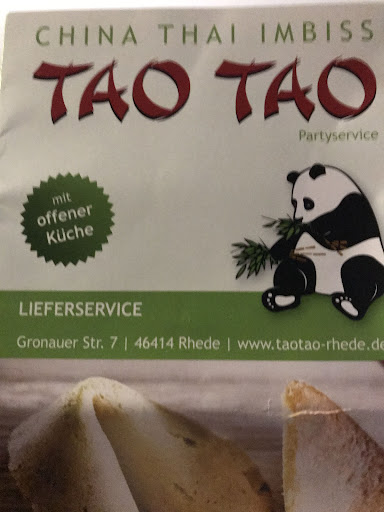 CHINA THAI IMBISS
TAO TAO
Partyservice
mit
offener
Küche
LIEFERSERVICE
Gronauer Str. 7 | 46414 Rhede | www.taotao-rhede.de